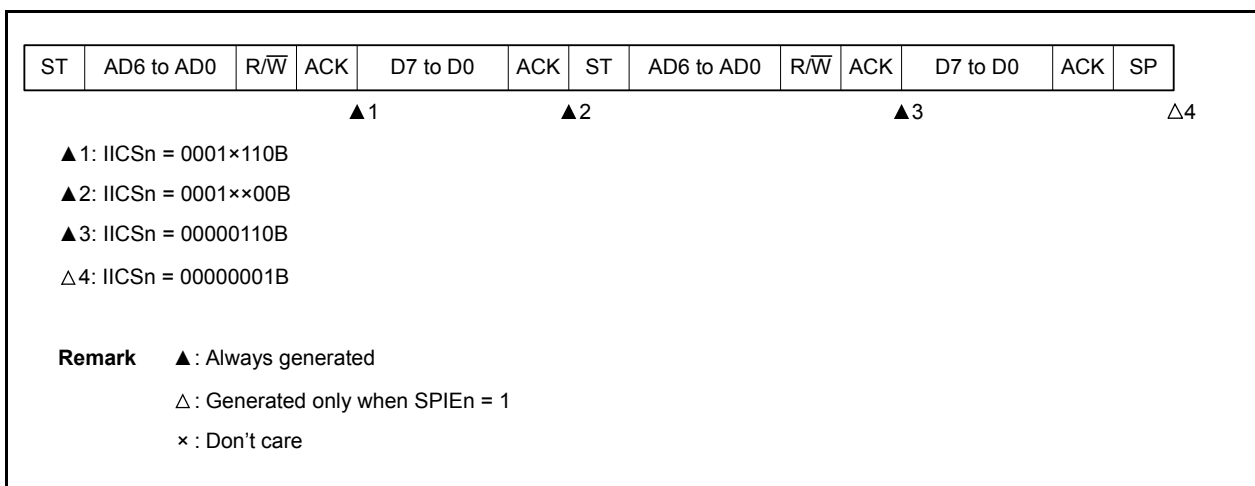 ST AD6 to AD0 R/W̅ ACK D7 to D0 ACK ST AD6 to AD0 R/W̅ ACK D7 to D0 ACK SP
▲1 ▲2 ▲3 △4
▲1: IICSn = 0001×110B
▲2: IICSn = 0001××00B
▲3: IICSn = 00000110B
△4: IICSn = 00000001B
Remark ▲: Always generated
△: Generated only when SPIEn = 1
×: Don't care